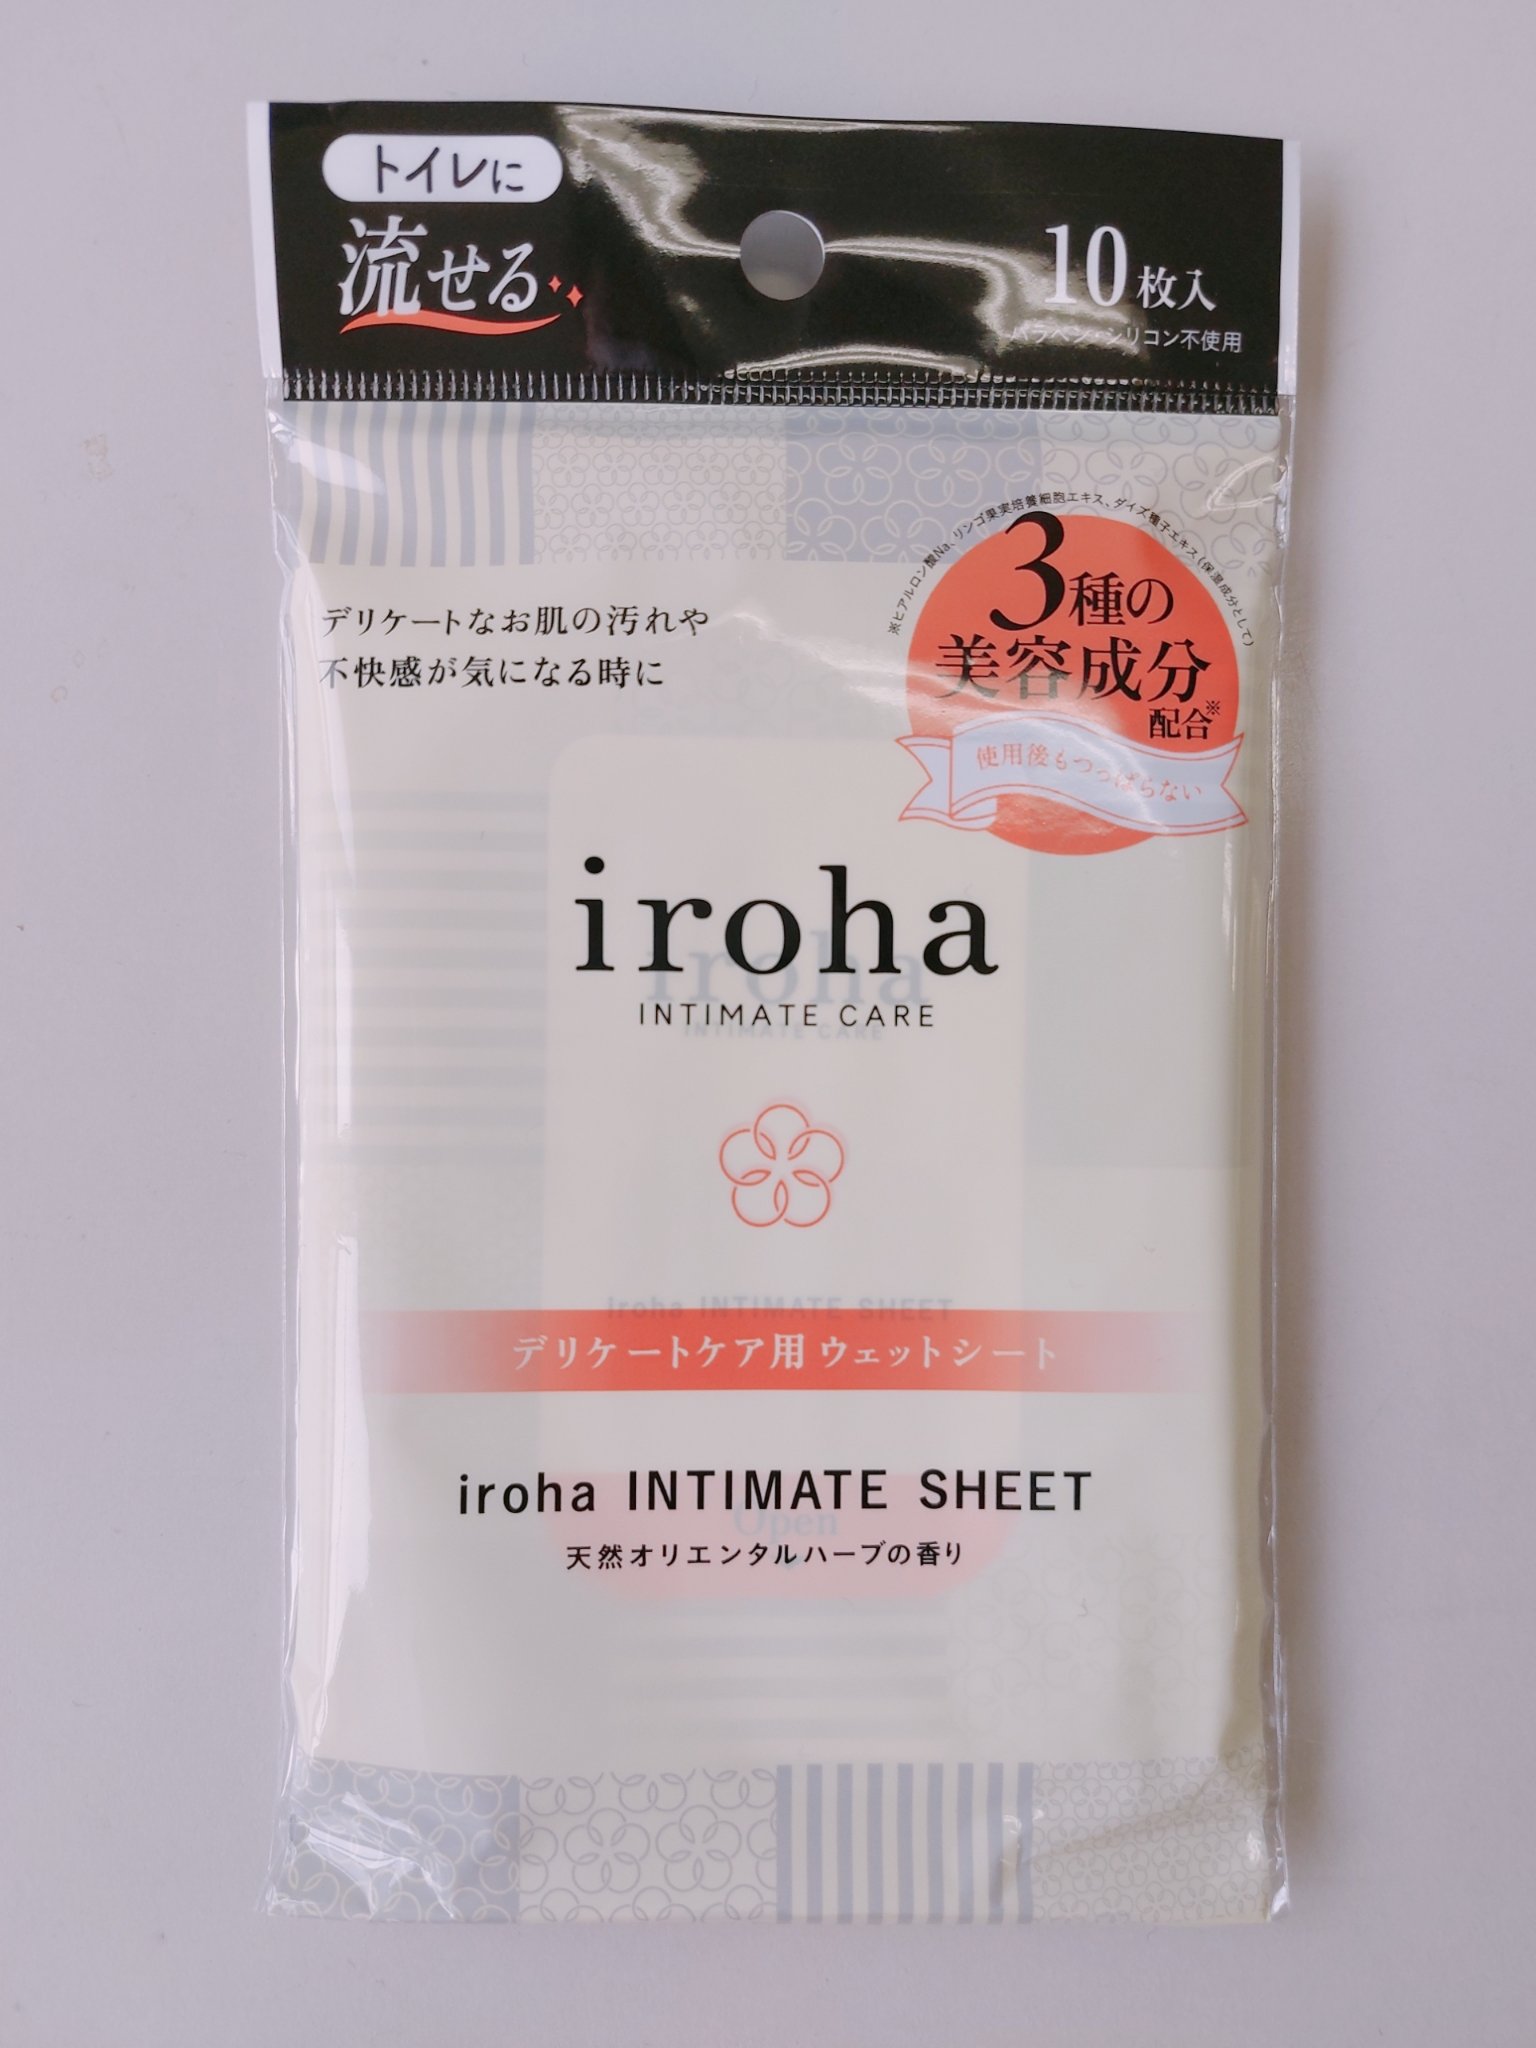 トイレに
流せる
10枚入
パラベン・シリコン不使用
※ヒアルロン酸Na、リンゴ果実培養細胞エキス、ダイズ種子エキス(保湿成分として)
3種の
美容成分
配合※
使用後もつっぱらない
デリケートなお肌の汚れや
不快感が気になる時に
iroha
INTIMATE CARE
iroha
INTIMATE CARE
iroha INTIMATE SHEET
デリケートケア用ウェットシート
iroha INTIMATE SHEET
Open
天然オリエンタルハーブの香り